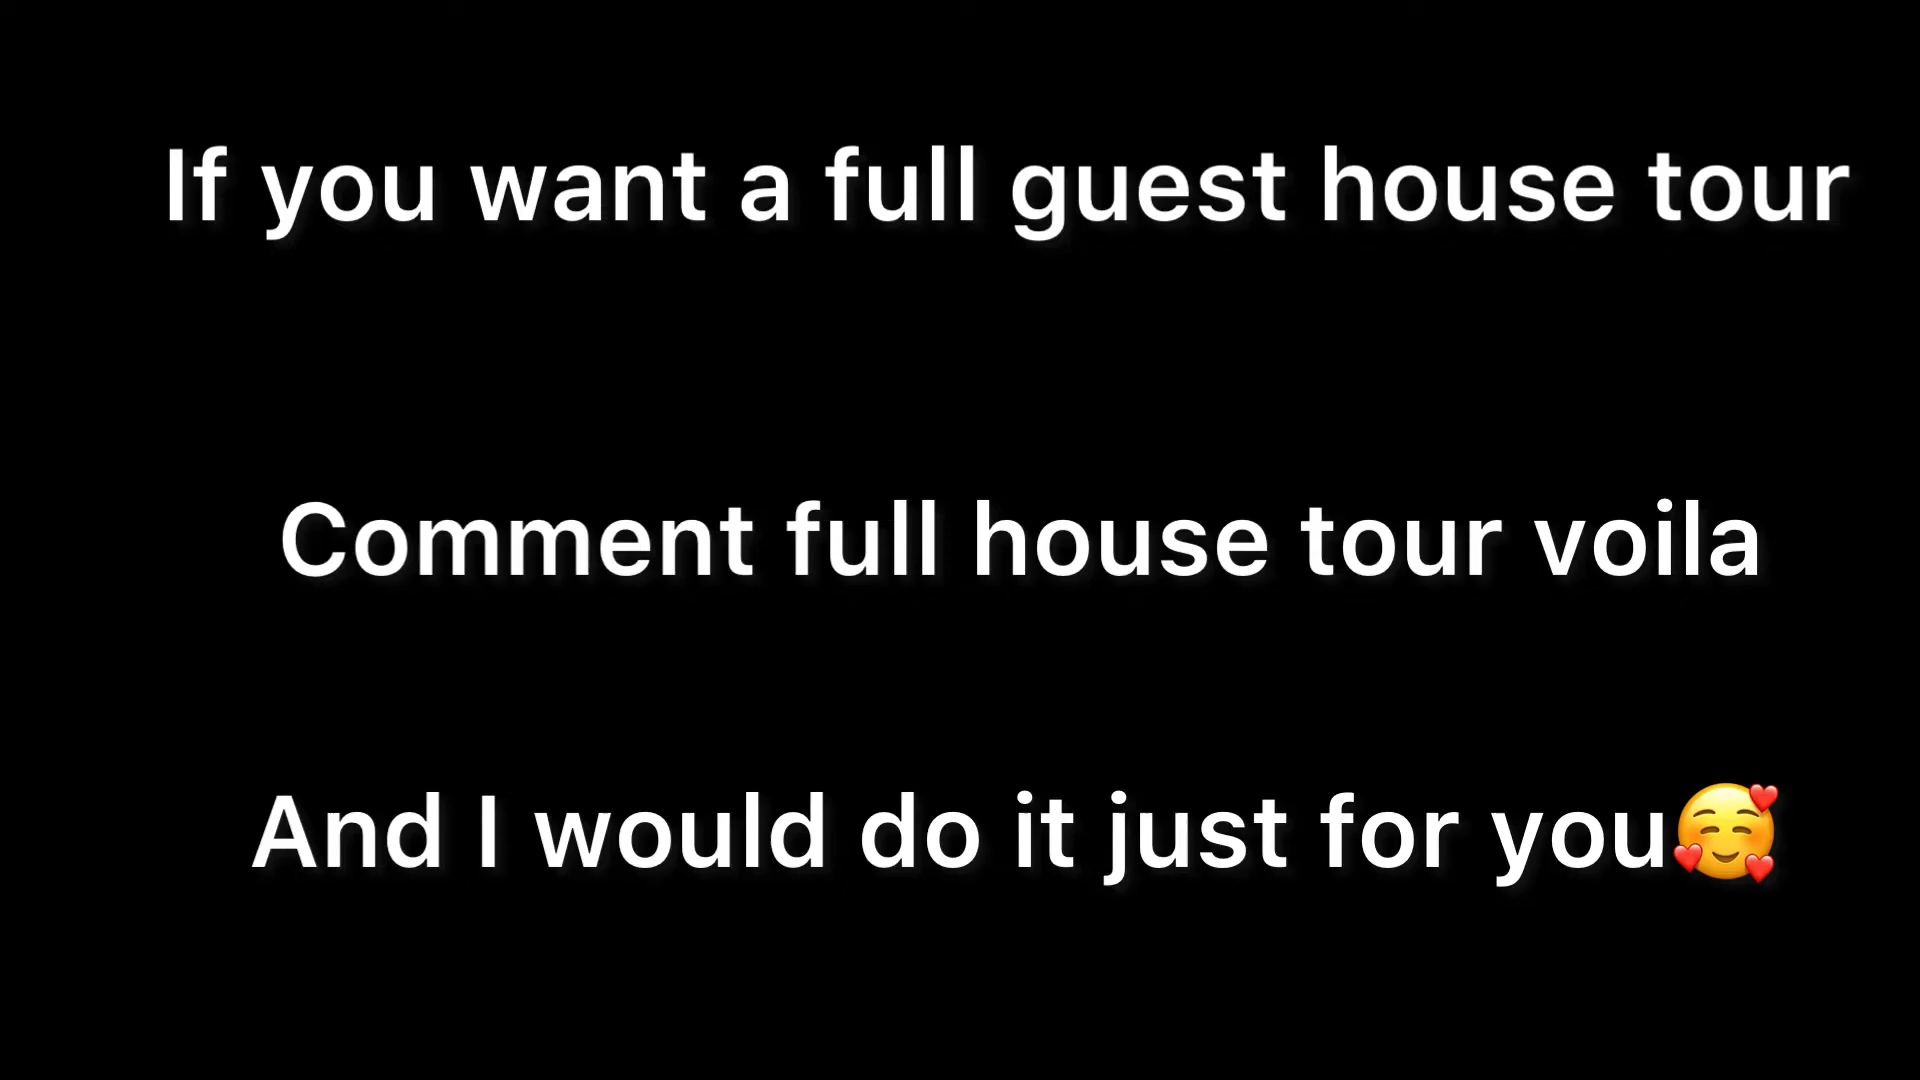 If you want a full guest house tour
Comment full house tour voila
And I would do it just for you🥰